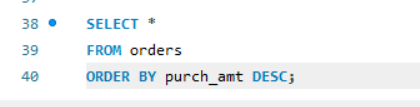 38 SELECT *
39 FROM orders
40 ORDER BY purch_amt DESC;